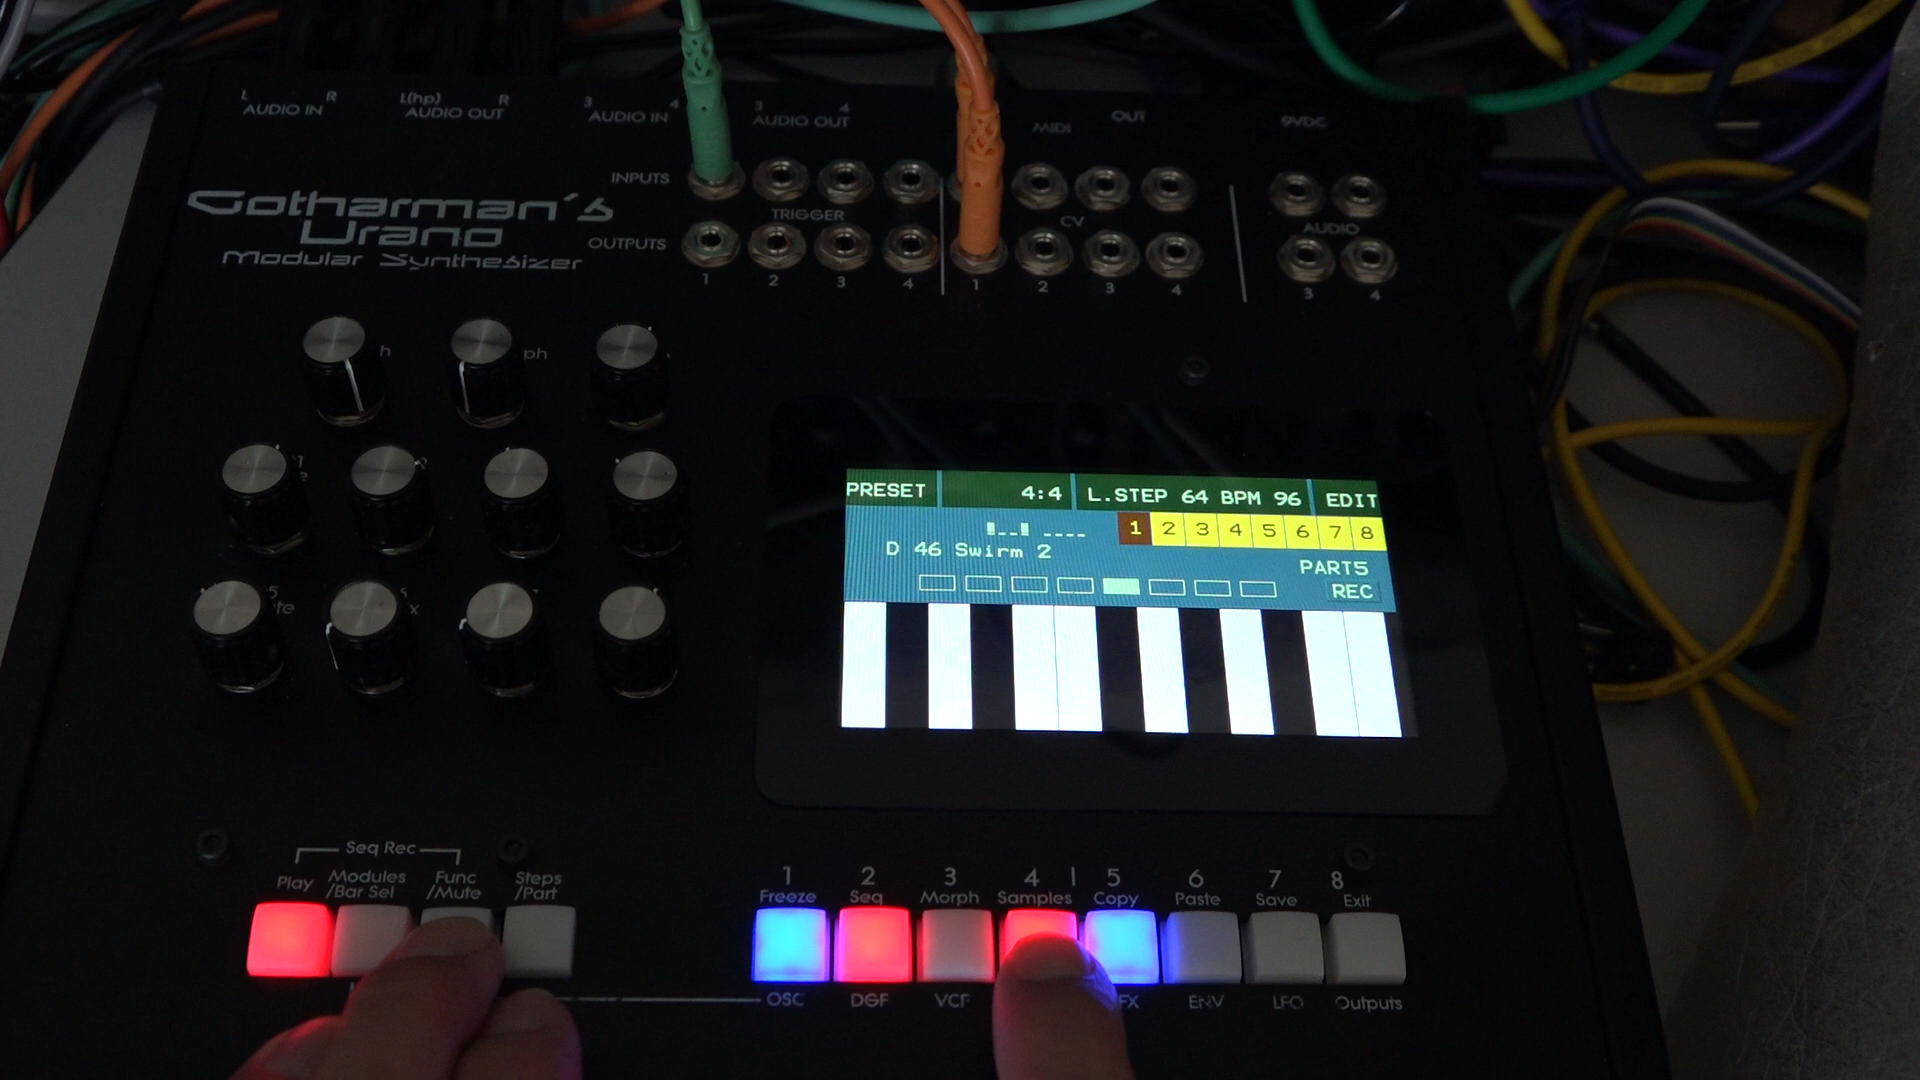 L R L(hp) R 3 4 3 4 OUT
AUDIO IN AUDIO OUT AUDIO IN AUDIO OUT MIDI 9VDC
INPUTS
Gotharman's
Urano
Modular Synthesizer
TRIGGER CV AUDIO
OUTPUTS
1 2 3 4 1 2 3 4 3 4
PRESET 4:4 L.STEP 64 BPM 96 EDIT
1 2 3 4 5 6 7 8
D 46 Swirm 2
PART5
REC
Seq Rec
Play Modules /Bar Sel Func /Mute Steps /Part
1 2 3 4 5 6 7 8
Freeze Seq Morph Samples Copy Paste Save Exit
OSC DGF VCF FX ENV LFO Outputs